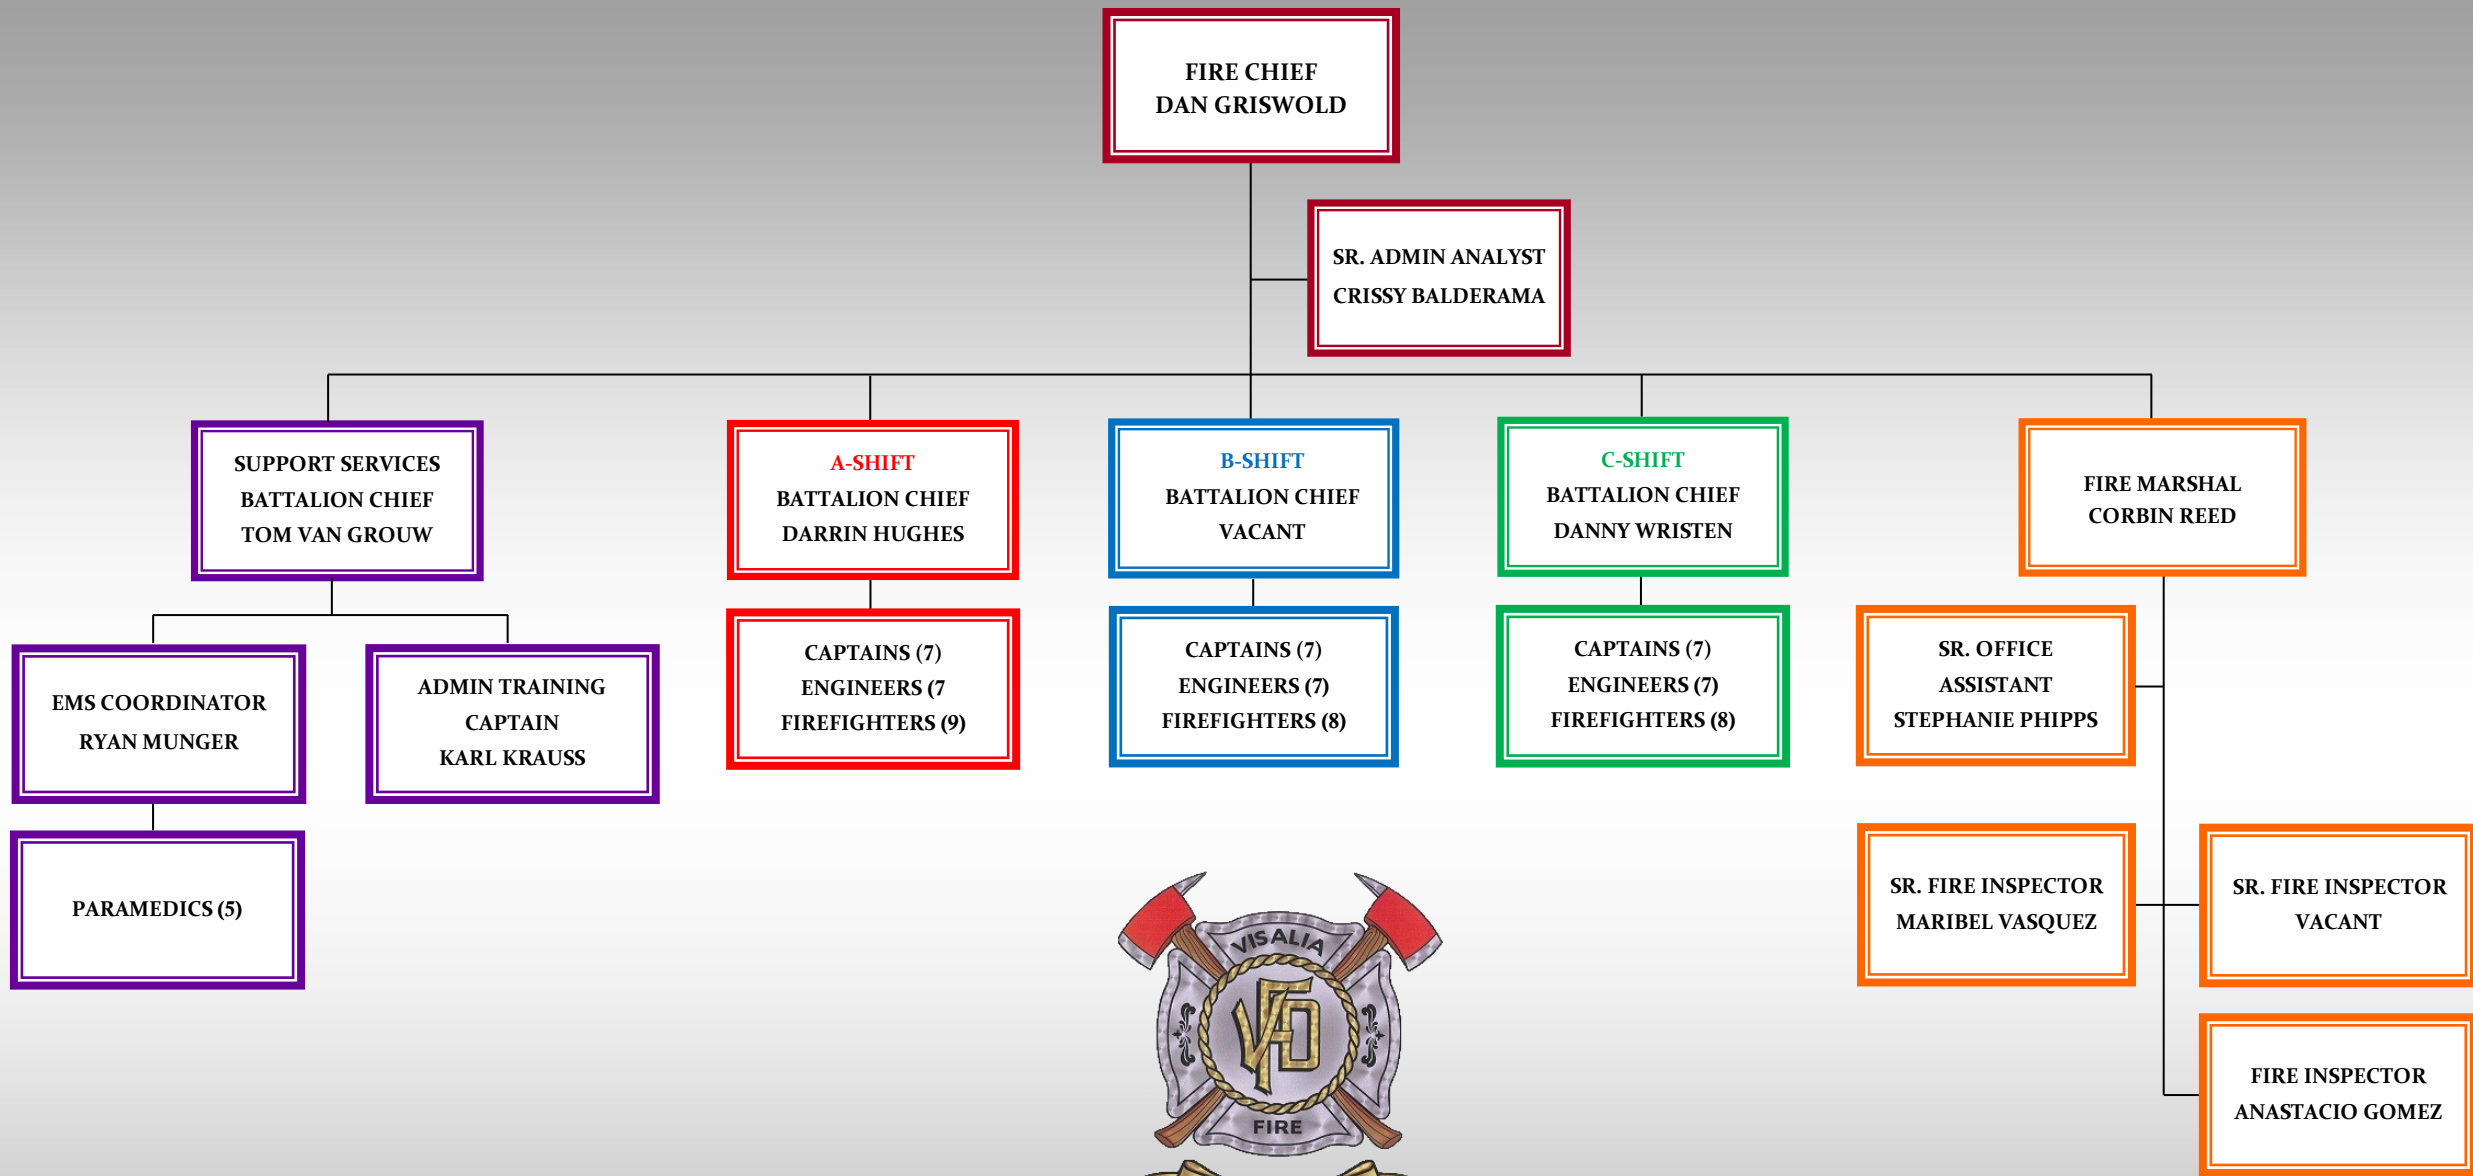 FIRE CHIEF
DAN GRISWOLD
SR. ADMIN ANALYST
CRISSY BALDERAMA
SUPPORT SERVICES
BATTALION CHIEF
TOM VAN GROUW
A-SHIFT
BATTALION CHIEF
DARRIN HUGHES
B-SHIFT
BATTALION CHIEF
VACANT
C-SHIFT
BATTALION CHIEF
DANNY WRISTEN
FIRE MARSHAL
CORBIN REED
EMS COORDINATOR
RYAN MUNGER
ADMIN TRAINING
CAPTAIN
KARL KRAUSS
CAPTAINS (7)
ENGINEERS (7
FIREFIGHTERS (9)
CAPTAINS (7)
ENGINEERS (7)
FIREFIGHTERS (8)
CAPTAINS (7)
ENGINEERS (7)
FIREFIGHTERS (8)
SR. OFFICE
ASSISTANT
STEPHANIE PHIPPS
PARAMEDICS (5)
SR. FIRE INSPECTOR
MARIBEL VASQUEZ
SR. FIRE INSPECTOR
VACANT
FIRE INSPECTOR
ANASTACIO GOMEZ
VISALIA
VFD
FIRE